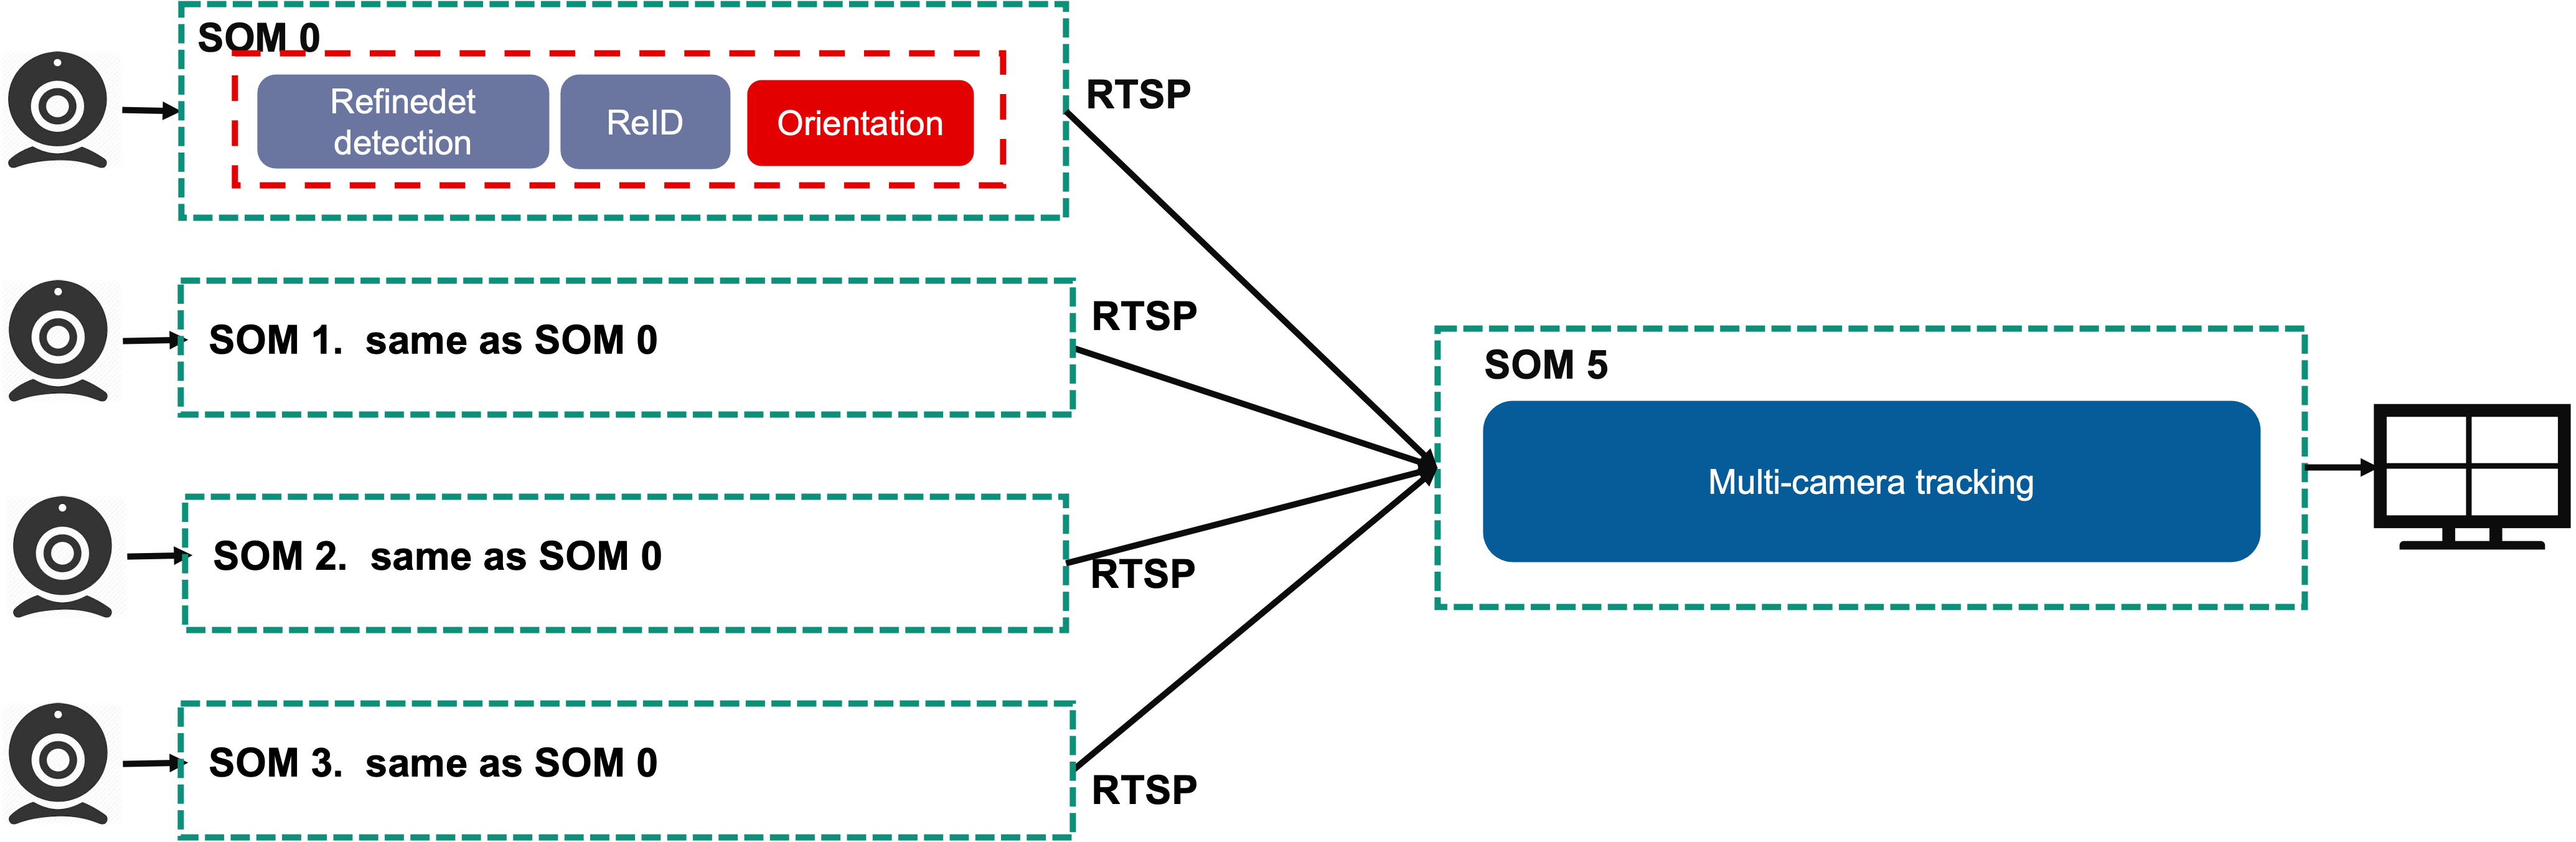 SOM 0
Refinedet
detection
ReID
Orientation
RTSP
SOM 1.  same as SOM 0
RTSP
SOM 5
Multi-camera tracking
SOM 2.  same as SOM 0
RTSP
SOM 3.  same as SOM 0
RTSP